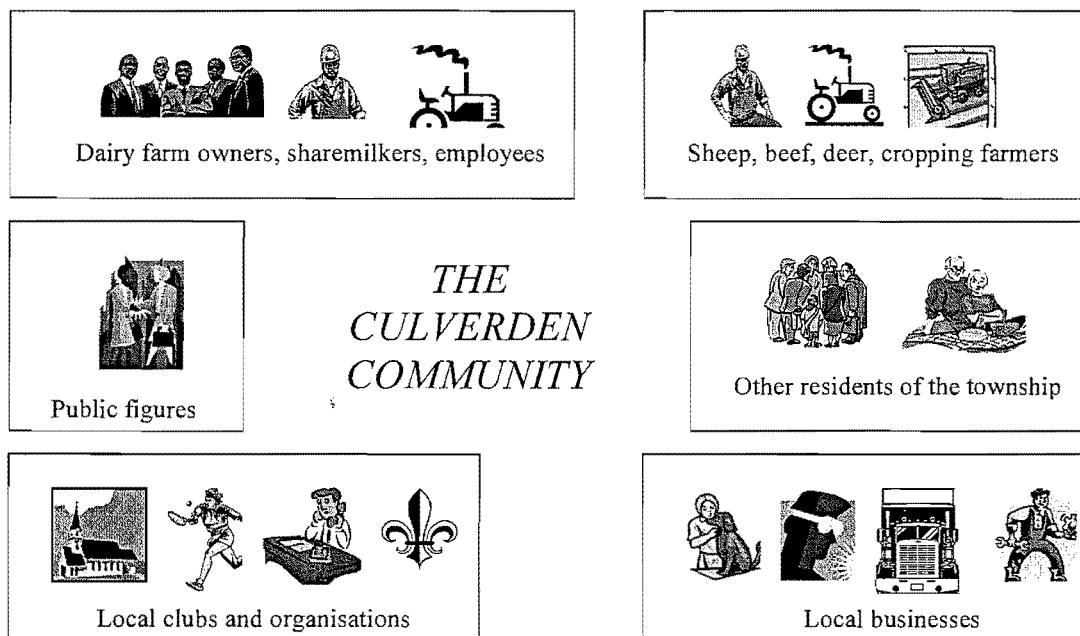 Dairy farm owners, sharemilkers, employees
Sheep, beef, deer, cropping farmers
Public figures
THE
CULVERDEN
COMMUNITY
Other residents of the township
Local clubs and organisations
Local businesses